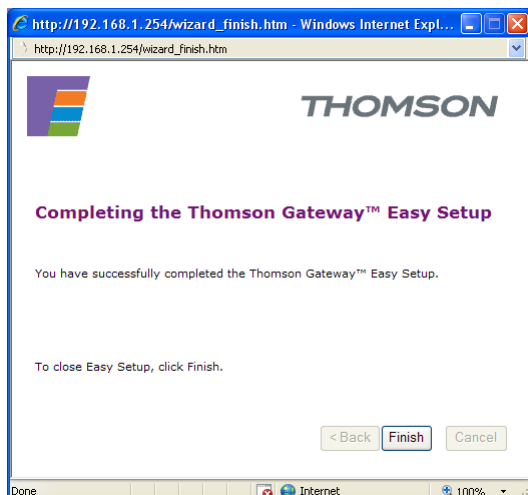 http://192.168.1.254/wizard_finish.htm - Windows Internet Expl...
http://192.168.1.254/wizard_finish.htm
THOMSON
Completing the Thomson Gateway™ Easy Setup
You have successfully completed the Thomson Gateway™ Easy Setup.
To close Easy Setup, click Finish.
< Back Finish Cancel
Done Internet 100%